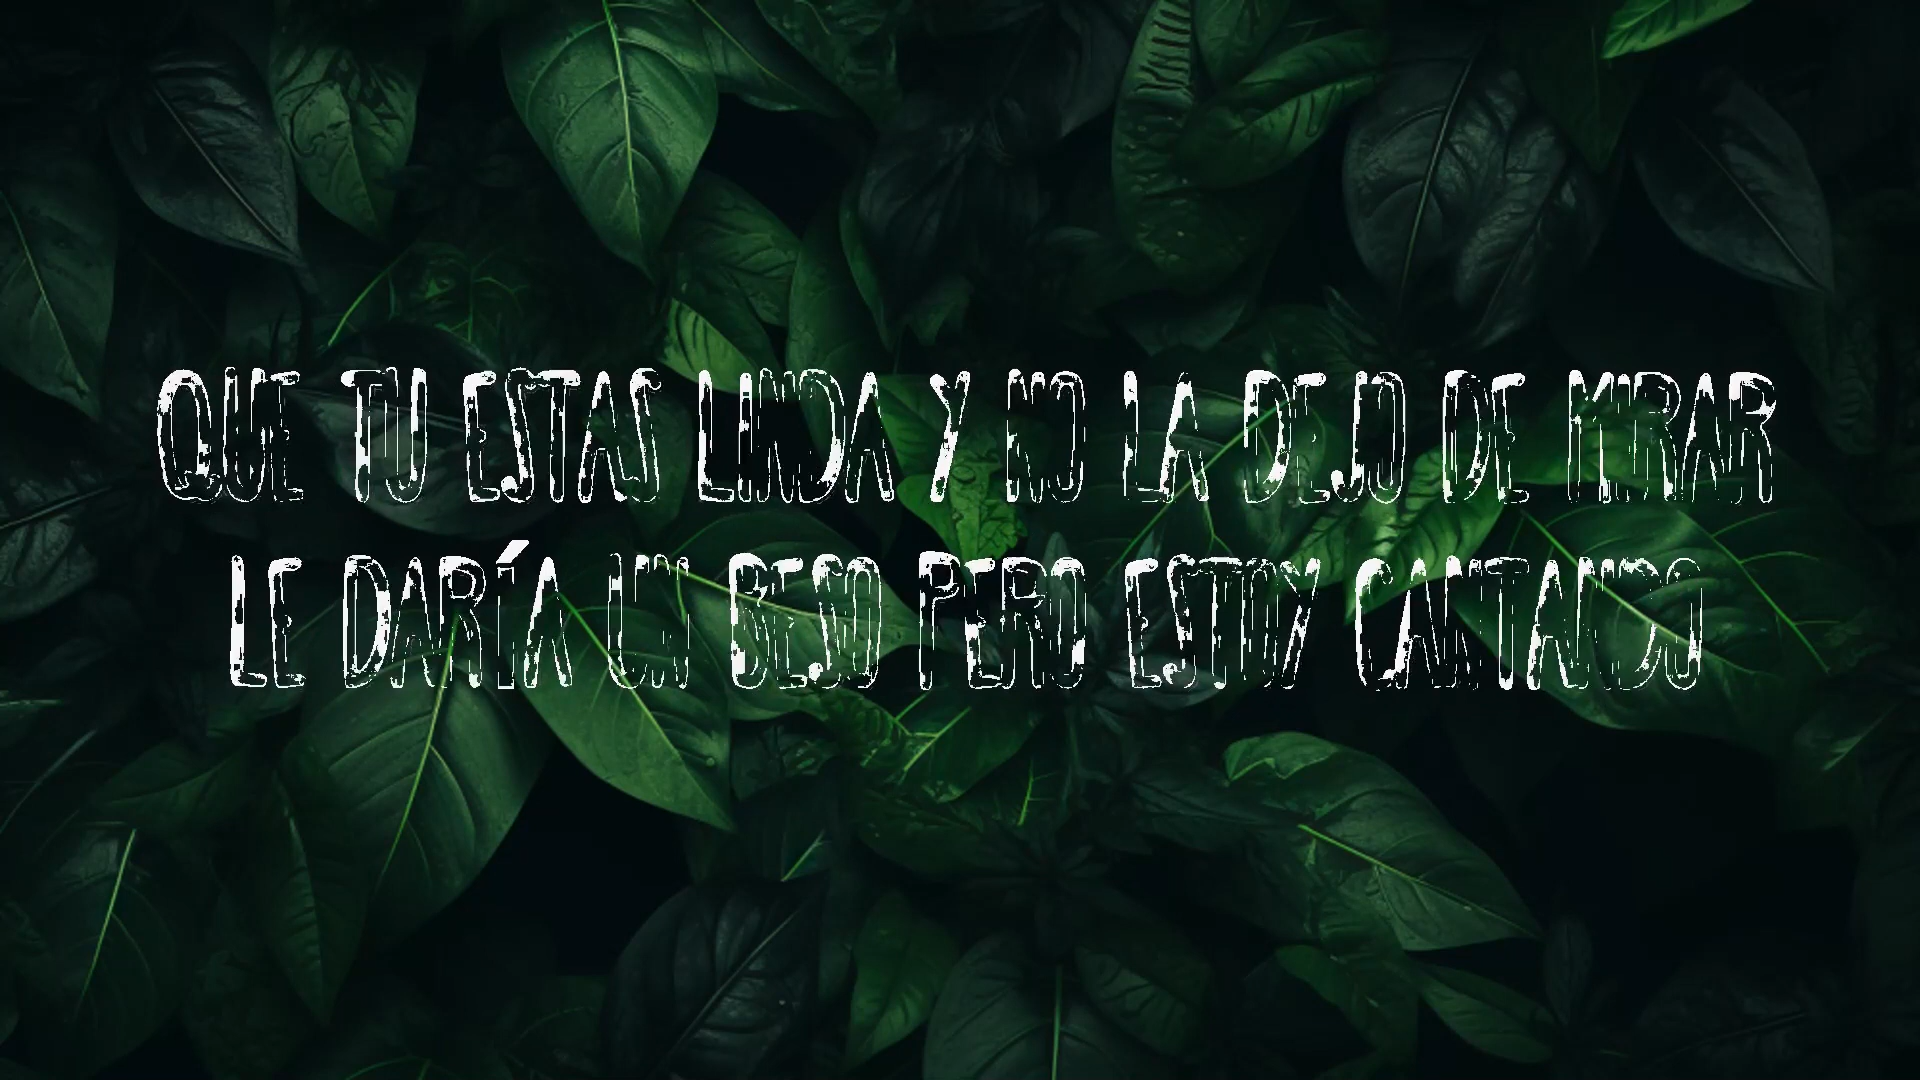 QUE TU ESTAS LINDA Y NO LA DEJO DE MIRAR
LE DARÍA UN BESO PERO ESTOY CANTANDO